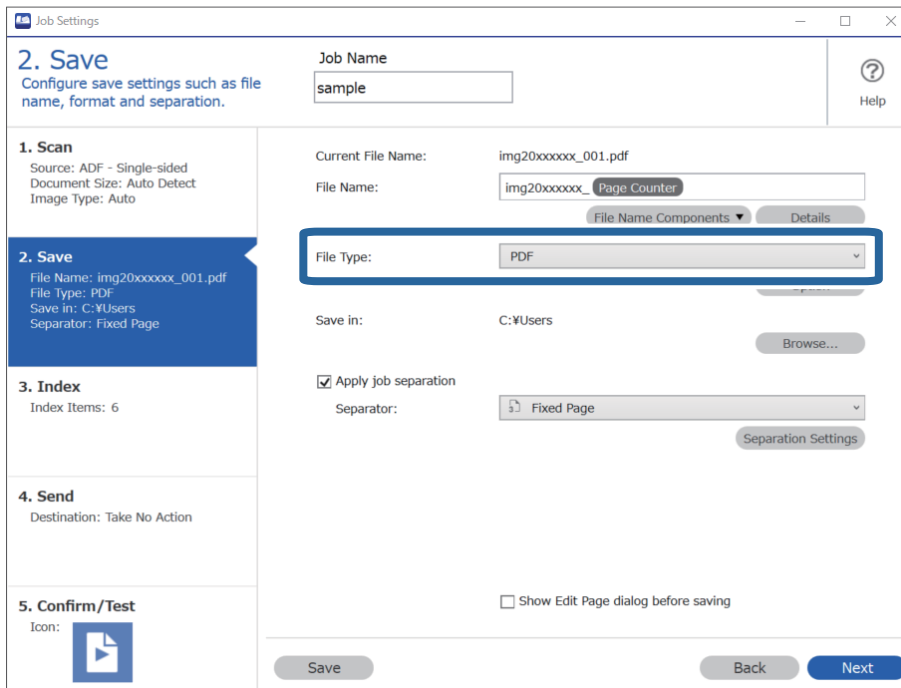 Job Settings
2. Save
Configure save settings such as file
name, format and separation.
Job Name
sample
Help
1. Scan
Source: ADF - Single-sided
Document Size: Auto Detect
Image Type: Auto
2. Save
File Name: img20xxxxxx_001.pdf
File Type: PDF
Save in: C:¥Users
Separator: Fixed Page
3. Index
Index Items: 6
4. Send
Destination: Take No Action
5. Confirm/Test
Icon:
Current File Name: img20xxxxxx_001.pdf
File Name: img20xxxxxx_ Page Counter
File Name Components ▼ Details
File Type: PDF
Save in: C:¥Users
Browse...
Apply job separation
Separator: Fixed Page
Separation Settings
Show Edit Page dialog before saving
Save Back Next